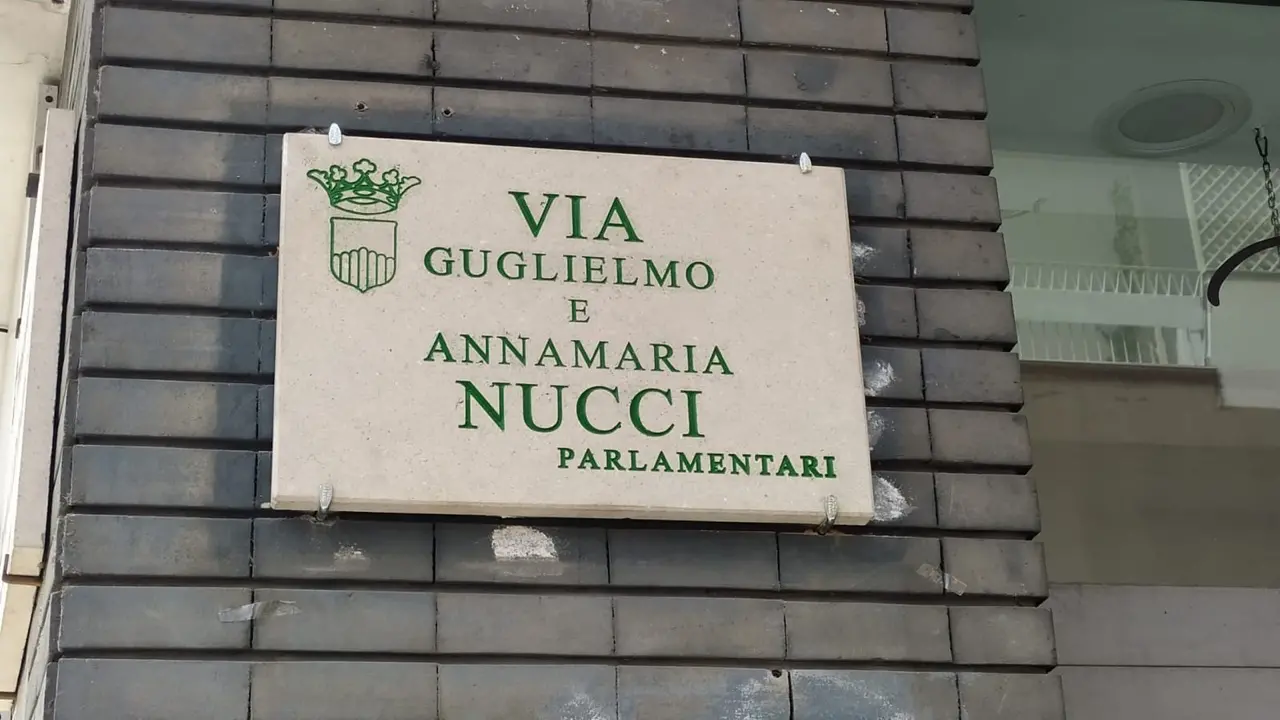 VIA
GUGLIELMO
E
ANNAMARIA
NUCCI
PARLAMENTARI